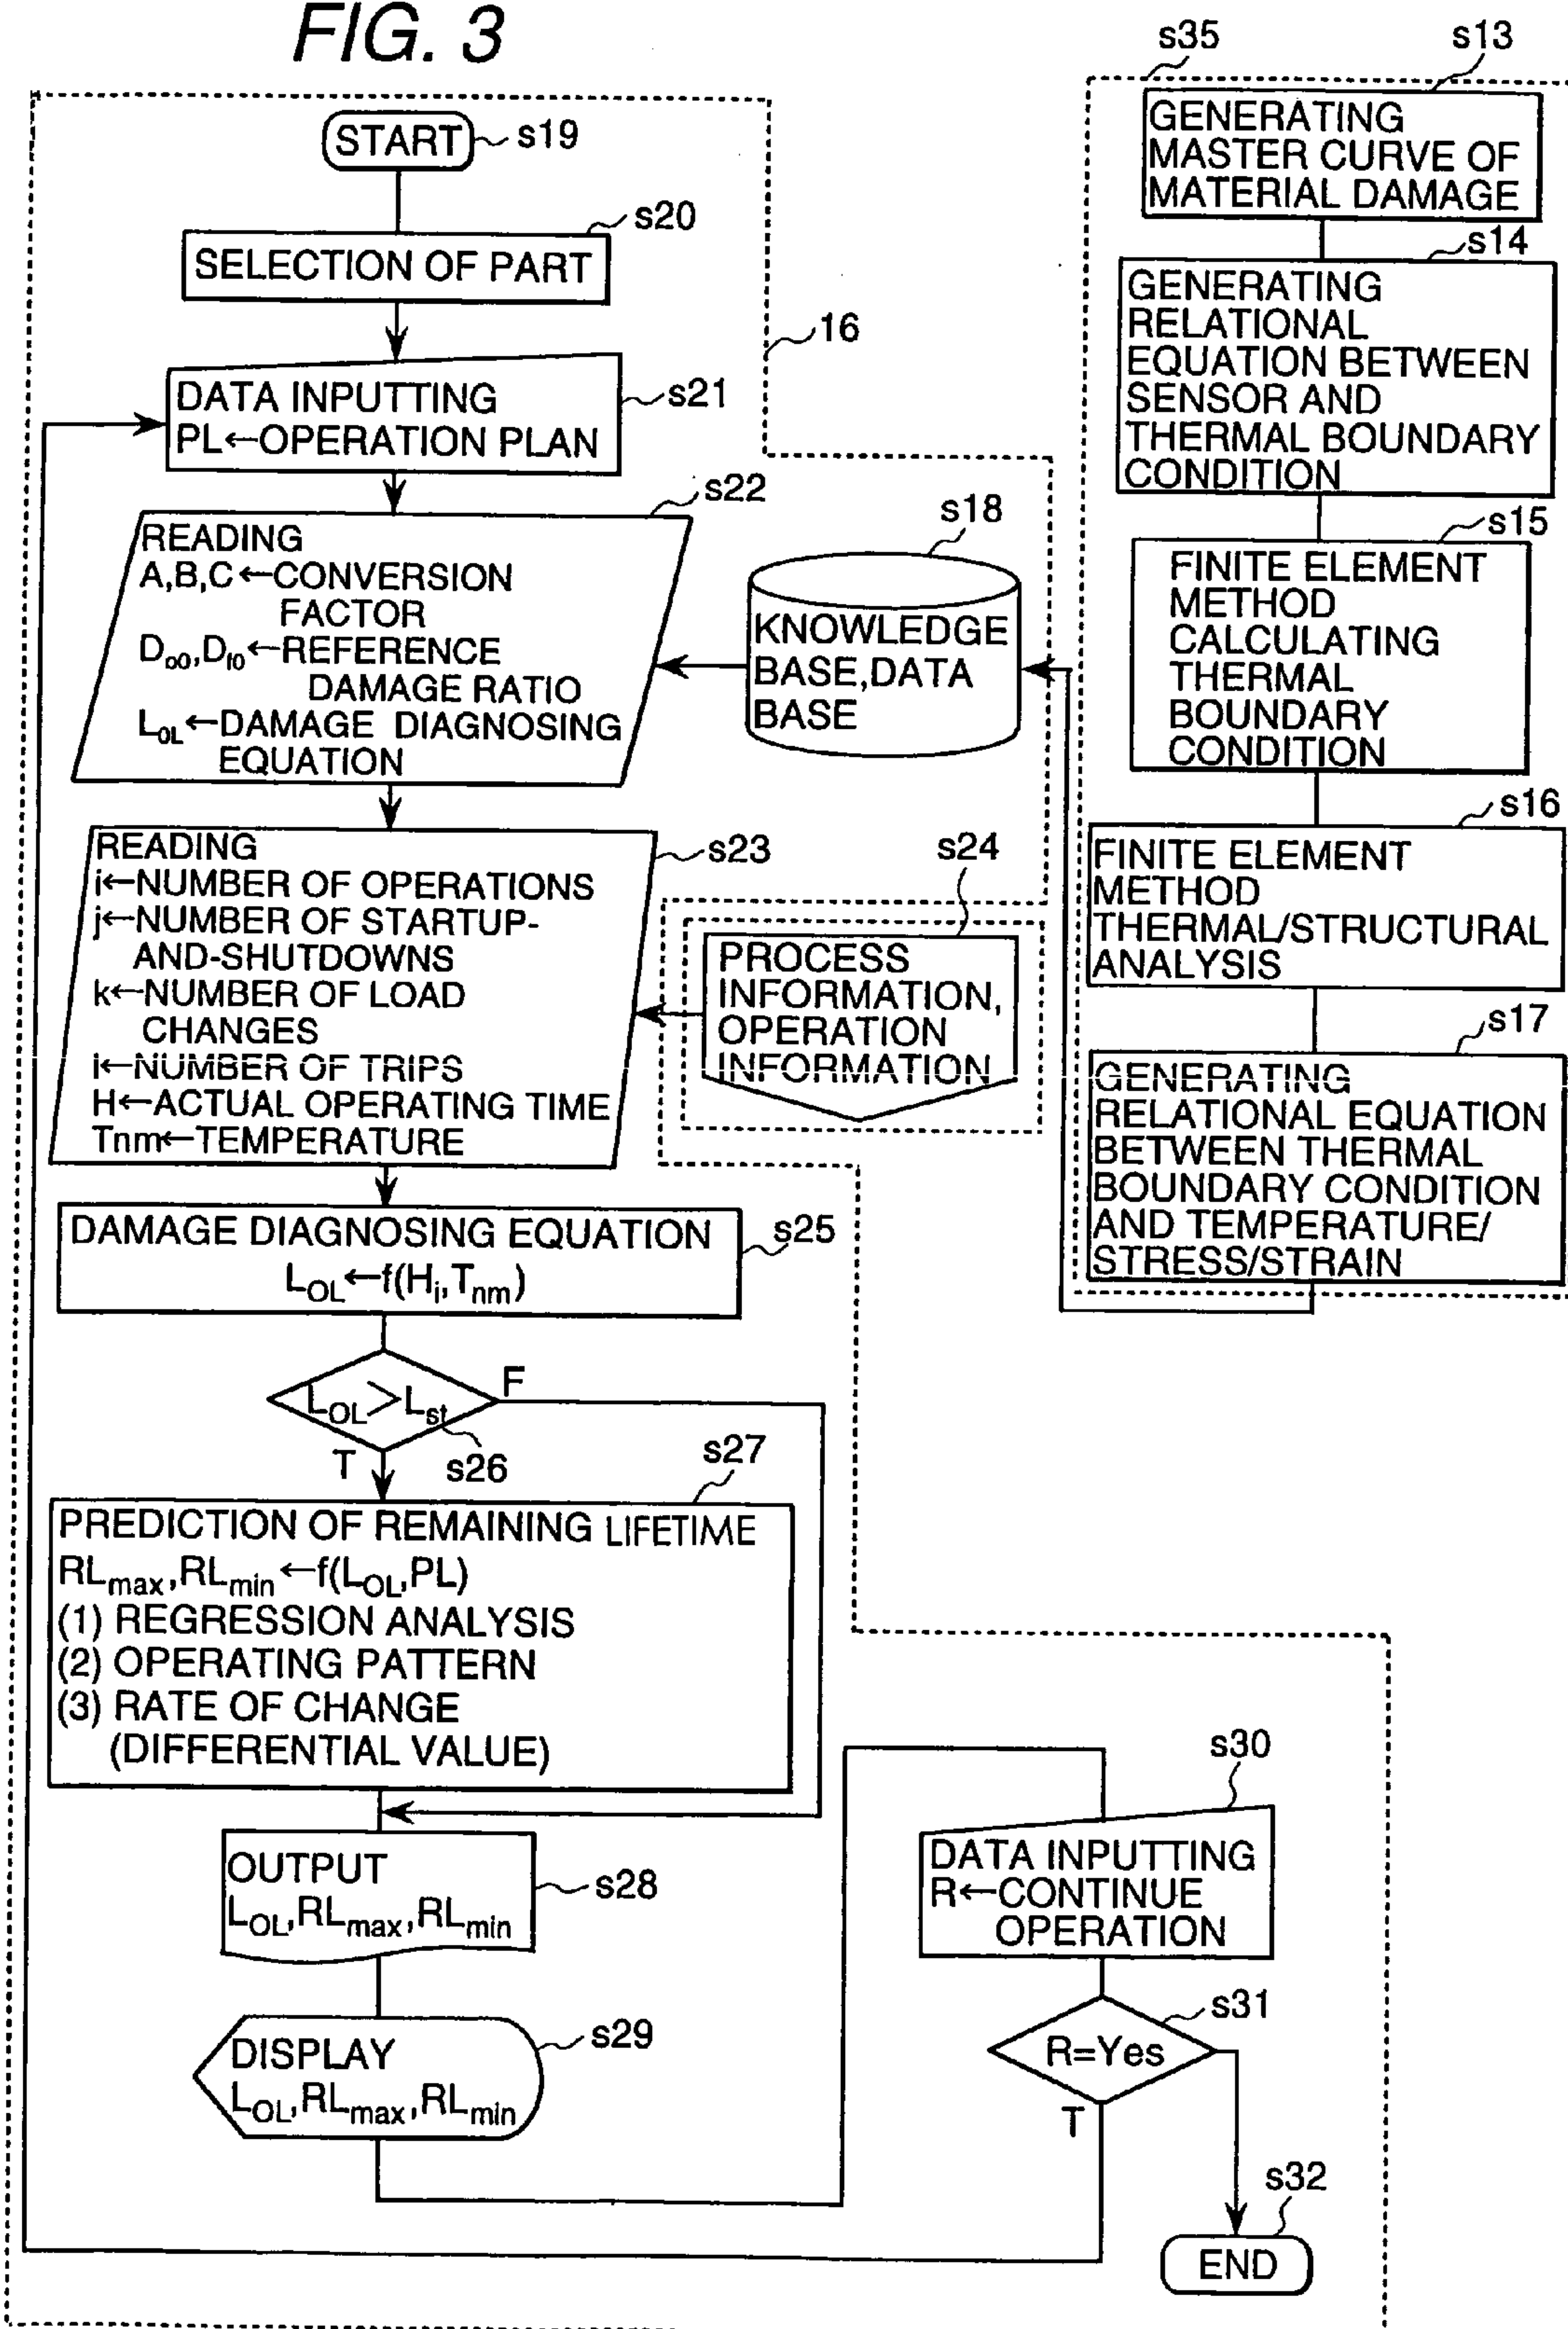 FIG. 3
START
s19
s20
SELECTION OF PART
16
DATA INPUTTING
PL←OPERATION PLAN
s21
s22
READING
A,B,C←CONVERSION
FACTOR
D₀₀,Df0←REFERENCE
DAMAGE RATIO
L0L←DAMAGE DIAGNOSING
EQUATION
s18
KNOWLEDGE
BASE,DATA
BASE
s23
READING
i←NUMBER OF OPERATIONS
j←NUMBER OF STARTUP-
AND-SHUTDOWNS
k←NUMBER OF LOAD
CHANGES
l←NUMBER OF TRIPS
H←ACTUAL OPERATING TIME
Tnm←TEMPERATURE
s24
PROCESS
INFORMATION,
OPERATION
INFORMATION
DAMAGE DIAGNOSING EQUATION
LOL←f(Hi,Tnm)
s25
LOL>Lst
F
T
s26
s27
PREDICTION OF REMAINING LIFETIME
RLmax,RLmin←f(LOL,PL)
(1) REGRESSION ANALYSIS
(2) OPERATING PATTERN
(3) RATE OF CHANGE
(DIFFERENTIAL VALUE)
OUTPUT
LOL,RLmax,RLmin
s28
DISPLAY
LOL,RLmax,RLmin
s29
s30
DATA INPUTTING
R←CONTINUE
OPERATION
s31
R=Yes
T
s32
END
s35
s13
GENERATING
MASTER CURVE OF
MATERIAL DAMAGE
s14
GENERATING
RELATIONAL
EQUATION BETWEEN
SENSOR AND
THERMAL BOUNDARY
CONDITION
s15
FINITE ELEMENT
METHOD
CALCULATING
THERMAL
BOUNDARY
CONDITION
s16
FINITE ELEMENT
METHOD
THERMAL/STRUCTURAL
ANALYSIS
s17
GENERATING
RELATIONAL EQUATION
BETWEEN THERMAL
BOUNDARY CONDITION
AND TEMPERATURE/
STRESS/STRAIN